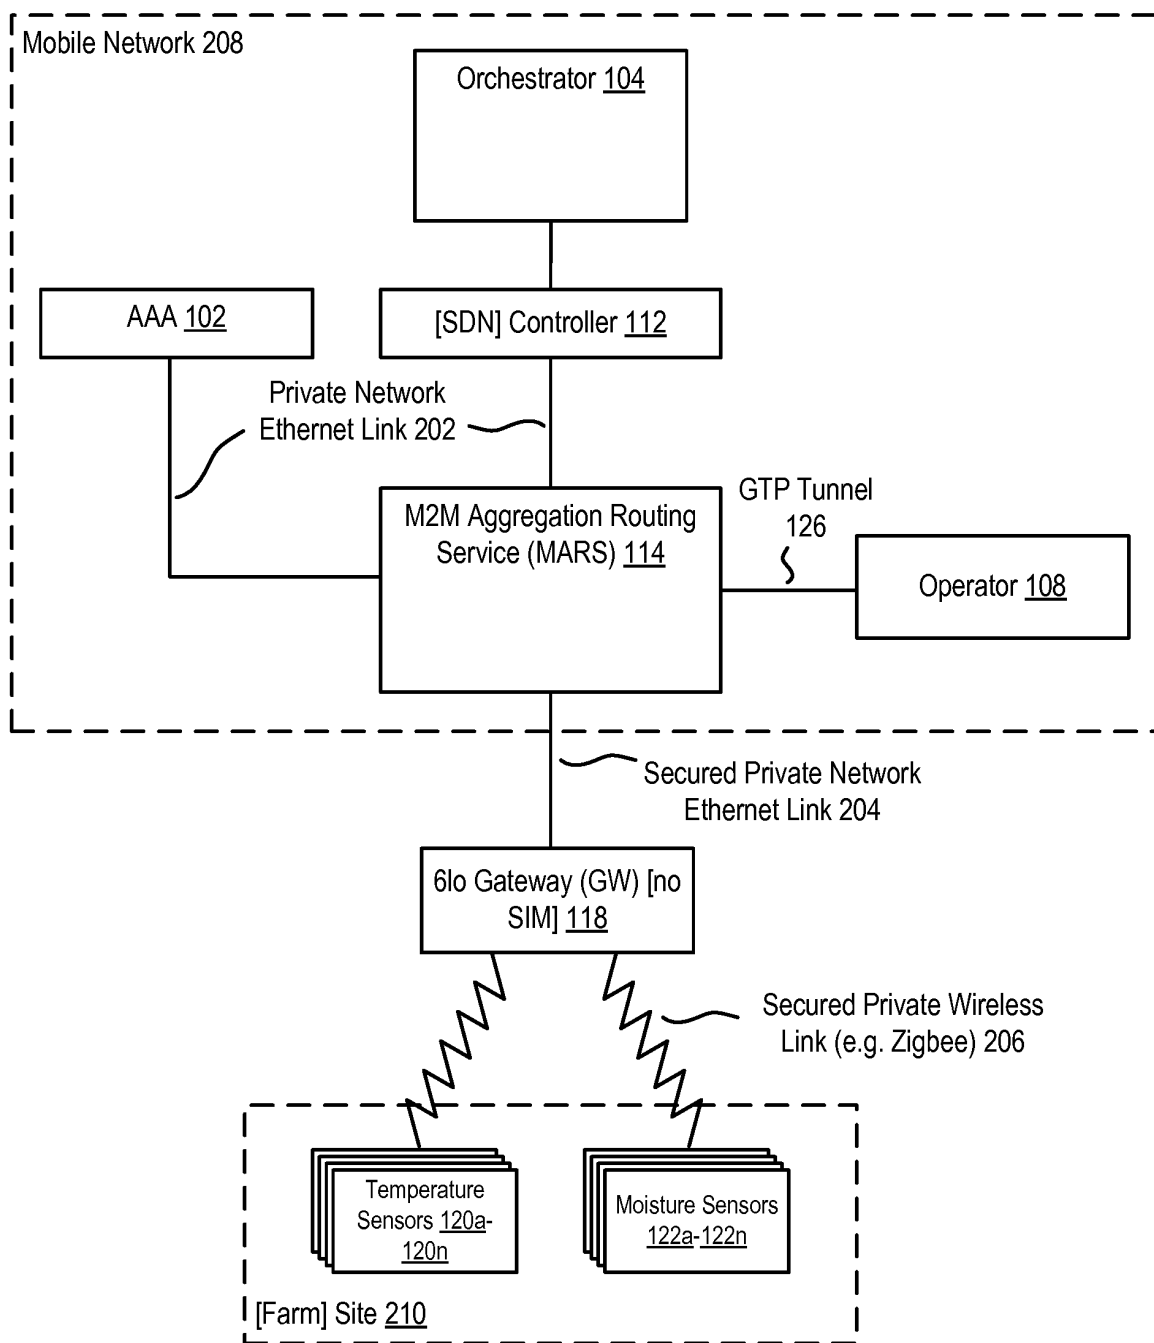 Mobile Network 208
Orchestrator 104
AAA 102
[SDN] Controller 112
Private Network
Ethernet Link 202
M2M Aggregation Routing
Service (MARS) 114
GTP Tunnel
126
Operator 108
Secured Private Network
Ethernet Link 204
6lo Gateway (GW) [no
SIM] 118
Secured Private Wireless
Link (e.g. Zigbee) 206
Temperature
Sensors 120a-
120n
Moisture Sensors
122a-122n
[Farm] Site 210